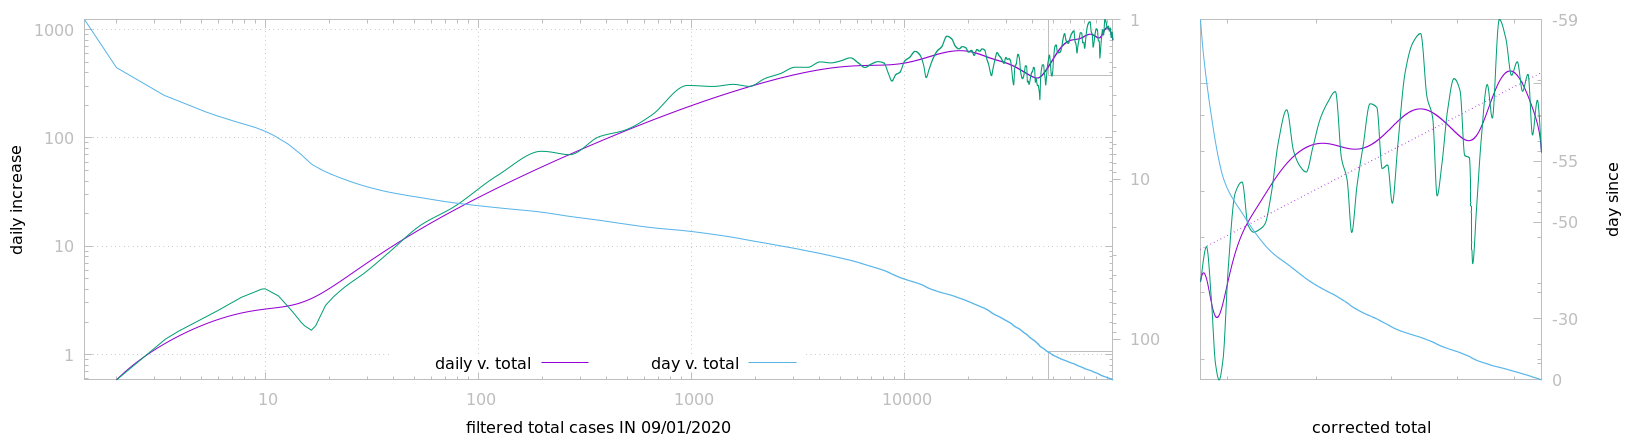 1000
100
10
1
daily increase
10
100
1000
10000
filtered total cases IN 09/01/2020
daily v. total
day v. total
1
10
100
-59
-55
-50
-30
0
day since
corrected total